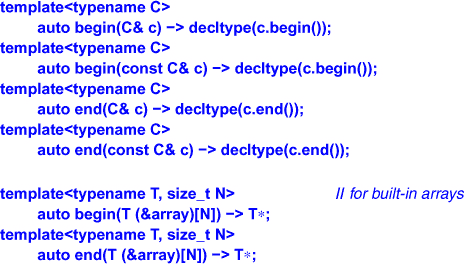 template<typename C>
auto begin(C& c) −> decltype(c.begin());
template<typename C>
auto begin(const C& c) −> decltype(c.begin());
template<typename C>
auto end(C& c) −> decltype(c.end());
template<typename C>
auto end(const C& c) −> decltype(c.end());
template<typename T, size_t N> // for built-in arrays
auto begin(T (&array)[N]) −> T*;
template<typename T, size_t N>
auto end(T (&array)[N]) −> T*;